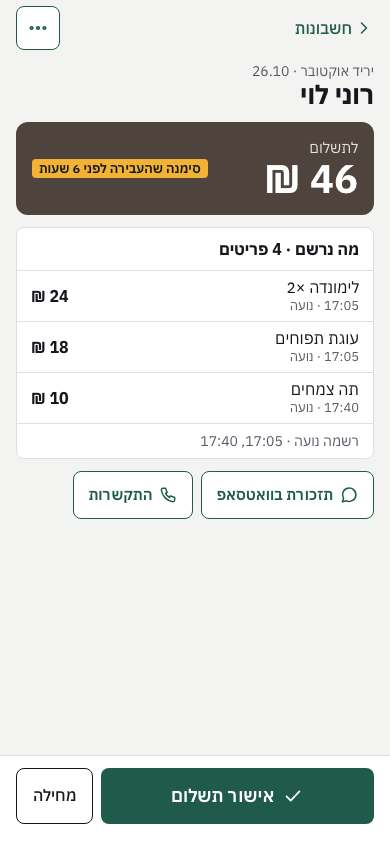 חשבונות
יריד אוקטובר · 26.10
רוני לוי
לתשלום
46 ₪
סימנה שהעבירה לפני 6 שעות
מה נרשם · 4 פריטים
לימונדה ×2
24 ₪
17:05 · נועה
עוגת תפוחים
18 ₪
17:05 · נועה
תה צמחים
10 ₪
17:40 · נועה
רשמה נועה · 17:05, 17:40
תזכורת בוואטסאפ
התקשרות
אישור תשלום
מחילה